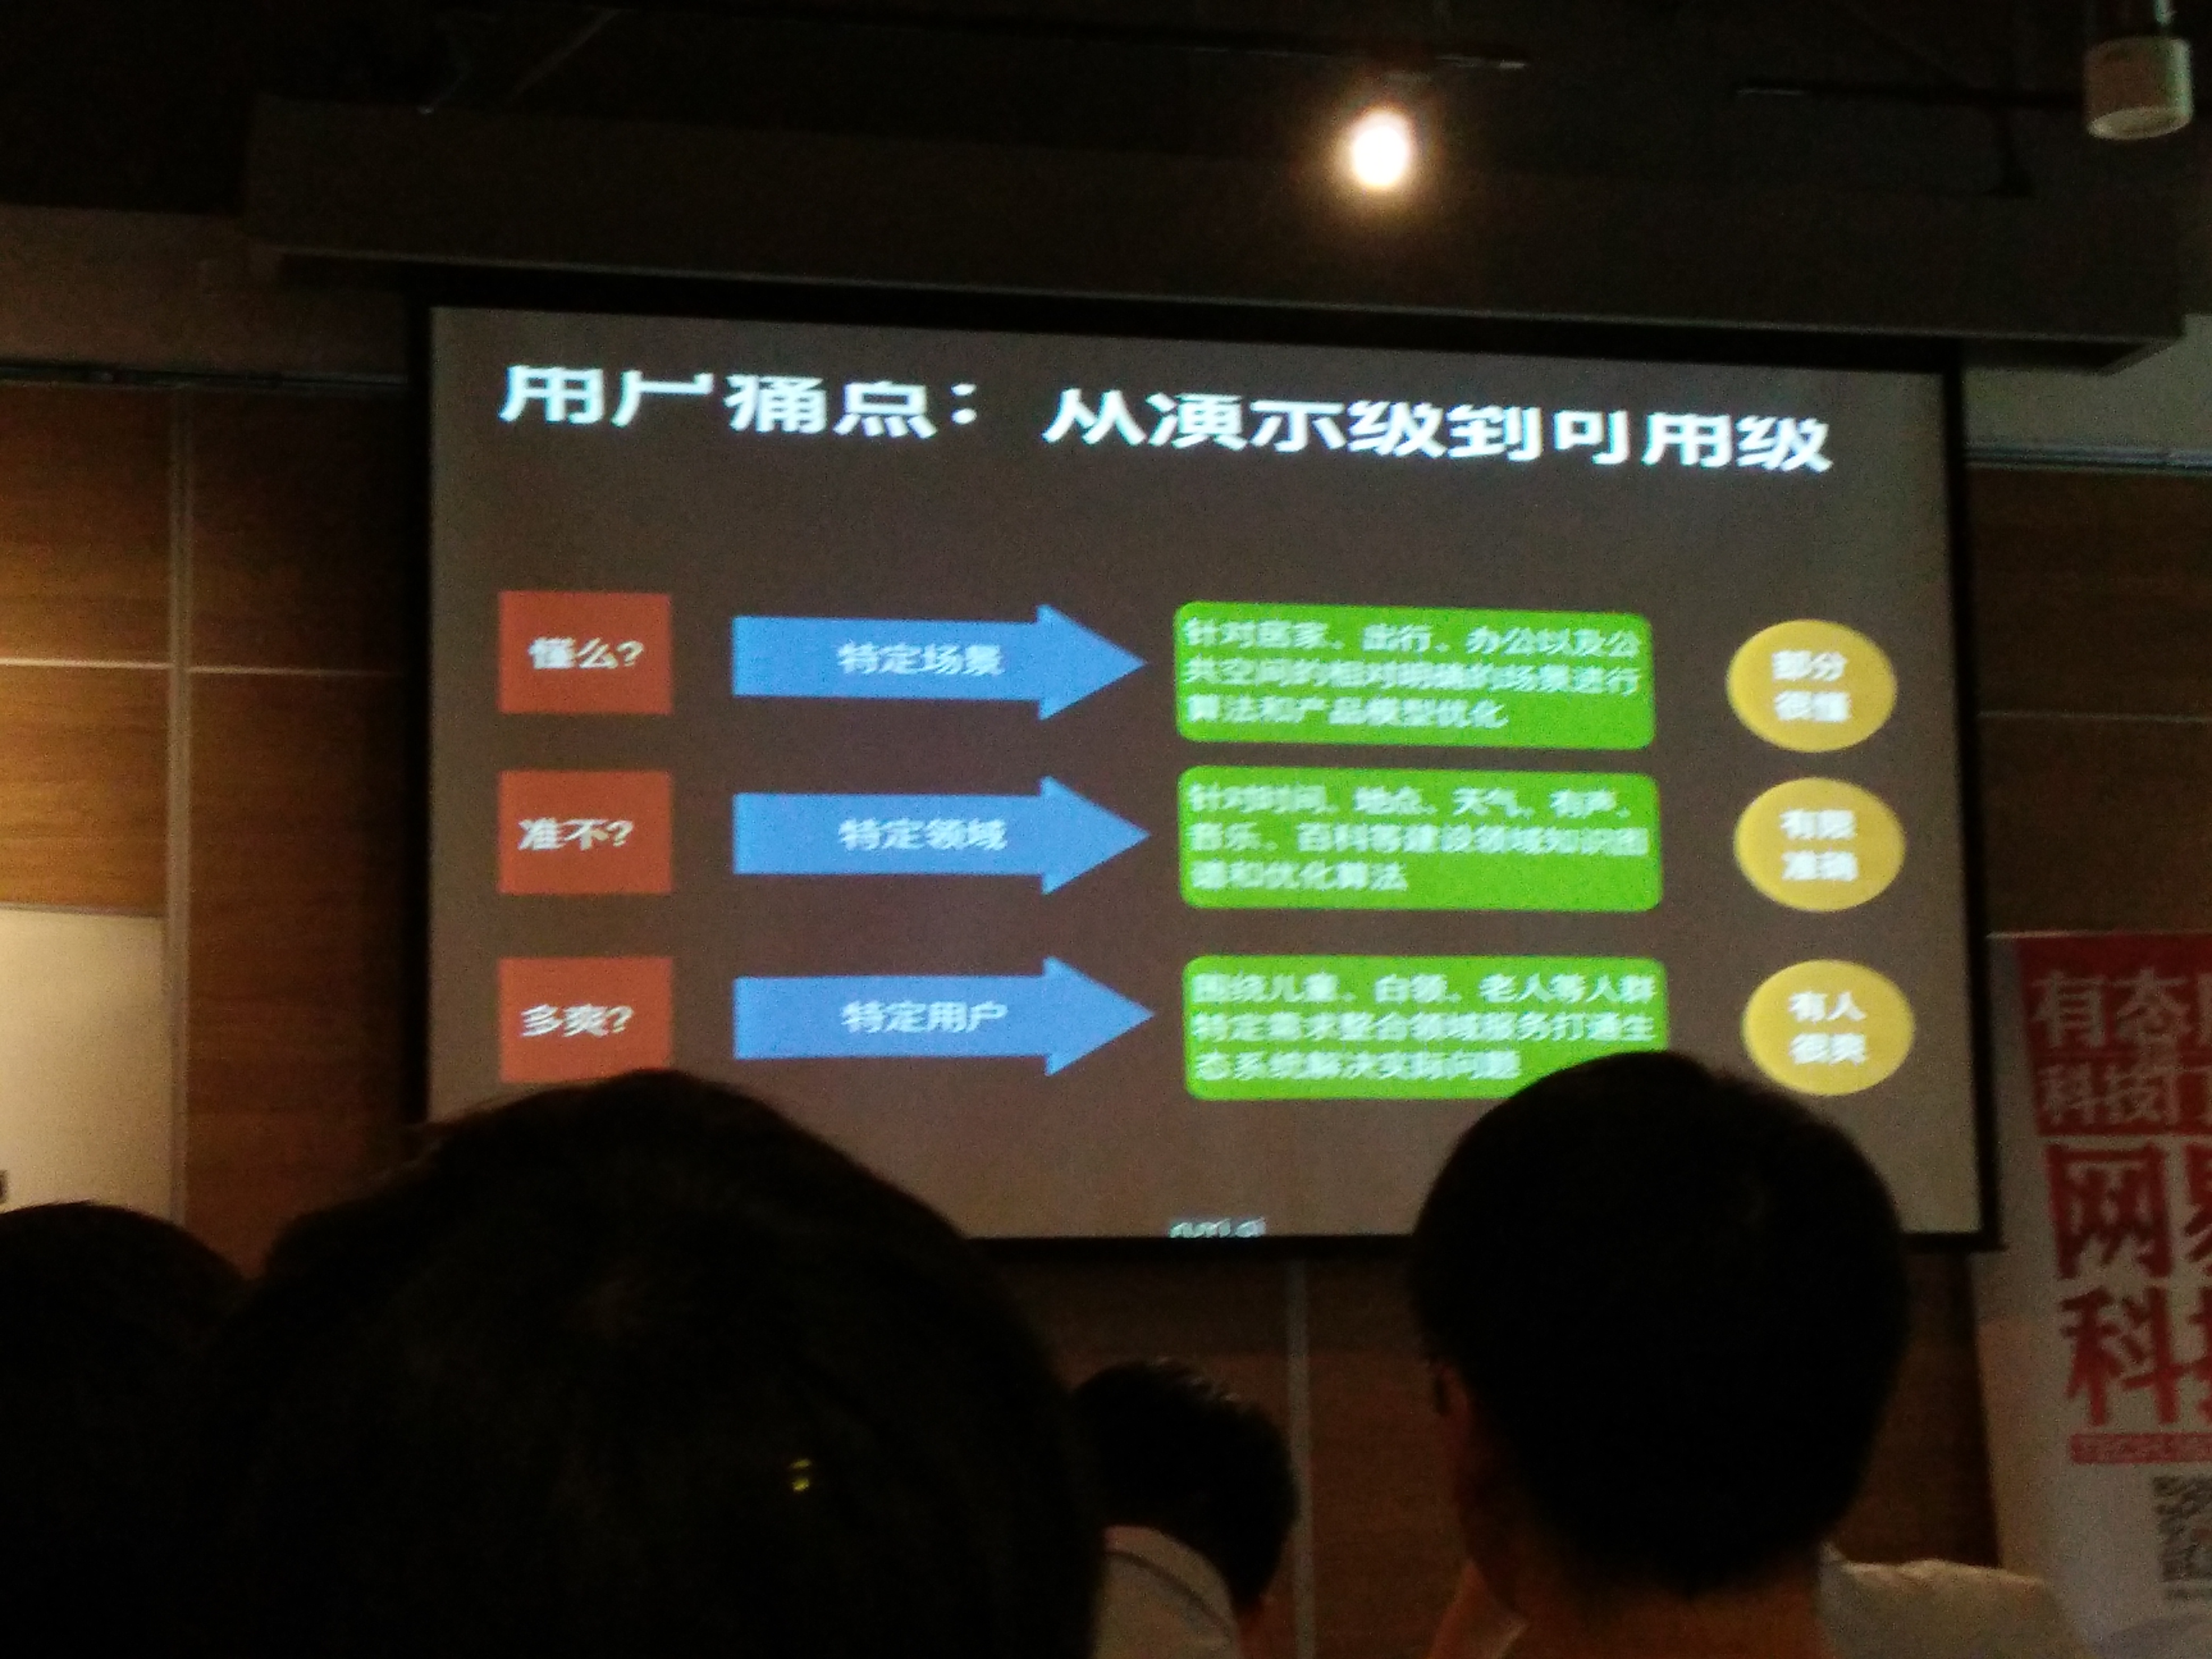 用户痛点：从演示级到可用级
懂么?
特定场景
针对居家、出行、办公以及公
共空间的相对明确的场景进行
算法和产品模型优化
部分
很懂
准不?
特定领域
针对时间、地点、天气、有声、
音乐、百科等建设领域知识图
谱和优化算法
有限
准确
多爽?
特定用户
围绕儿童、白领、老人等人群
特定需求整合领域服务打通生
态系统解决实际问题
有人
很爽
有态
科技
网易
科技